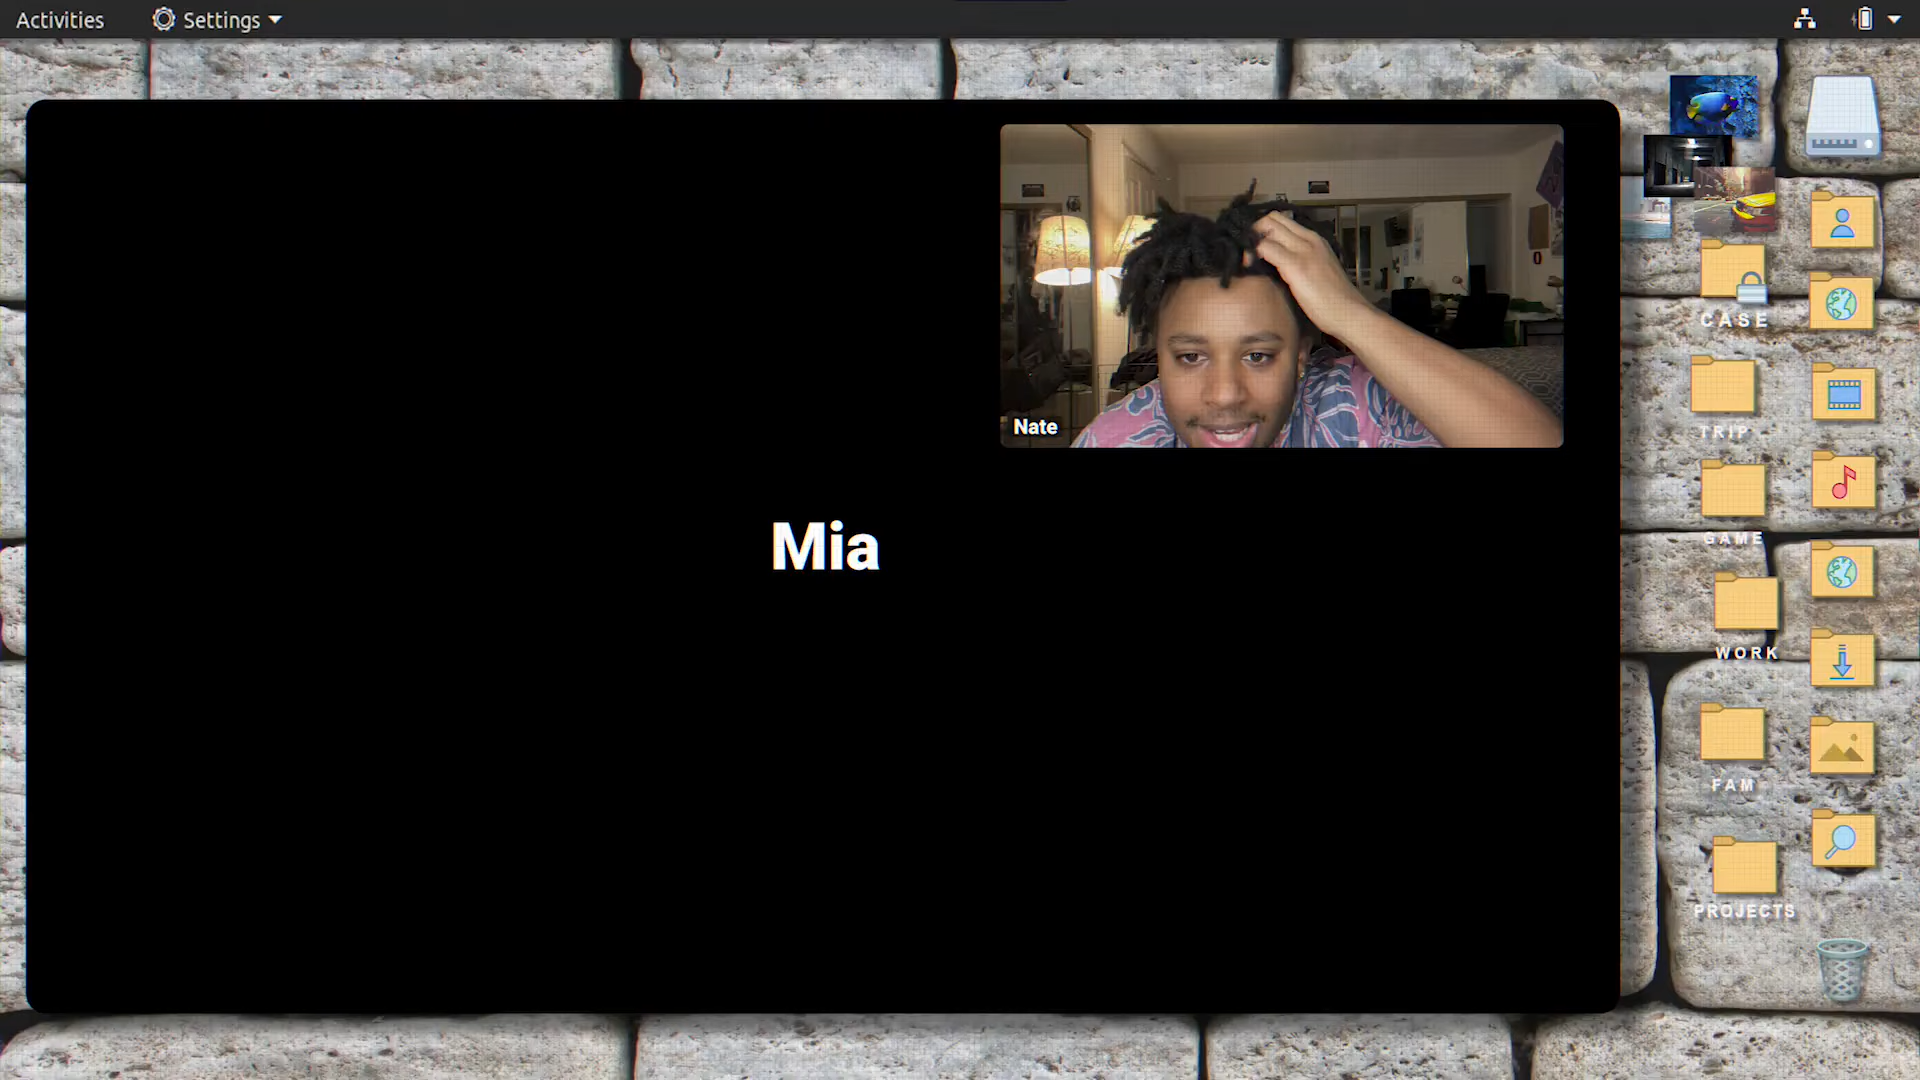 Activities
Settings
Nate
Mia
CASE
TRIP
GAME
WORK
FAM
PROJECTS